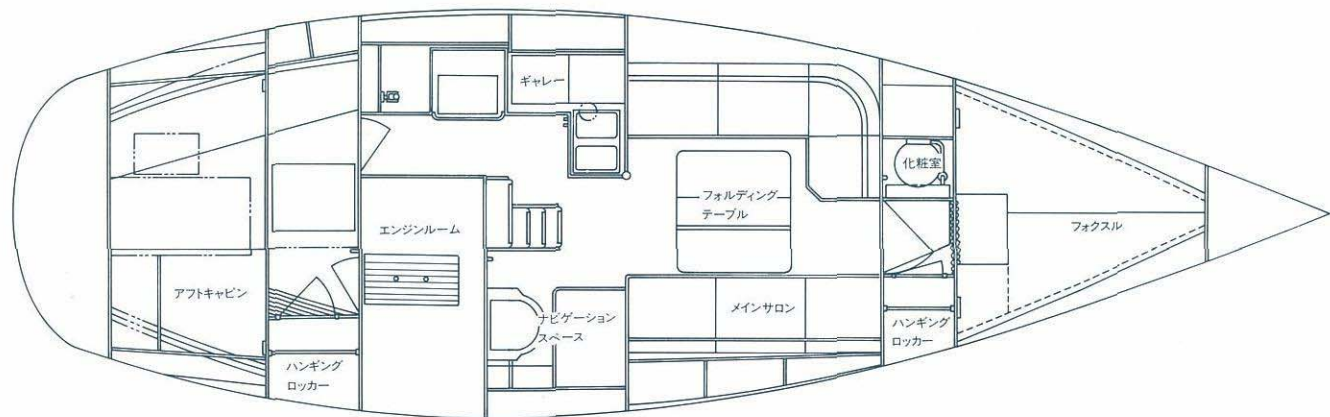 ギャレー
化粧室
フォルディング
テーブル
フォクスル
エンジンルーム
アフトキャビン
メインサロン
ナビゲーション
スペース
ハンギング
ロッカー
ハンギング
ロッカー